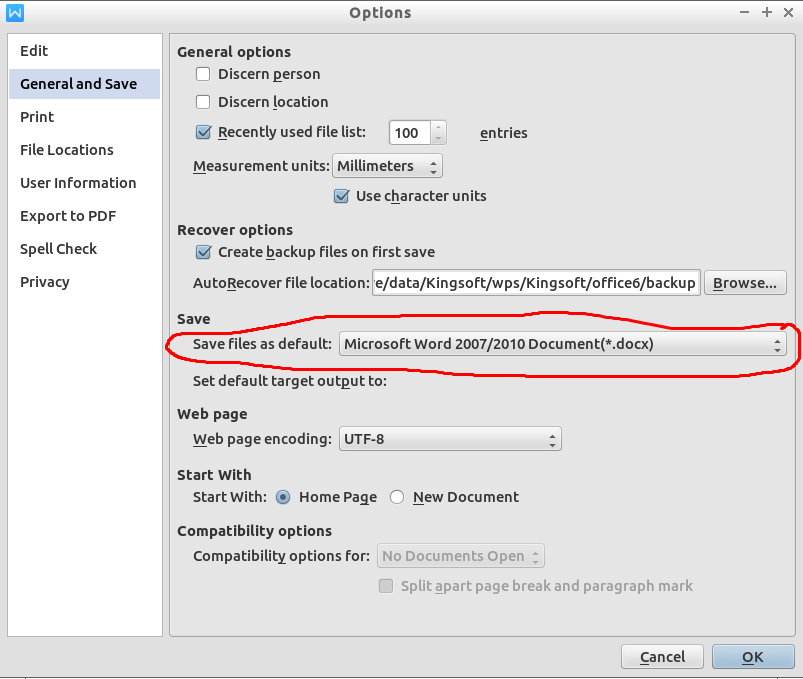 Options
Edit
General and Save
Print
File Locations
User Information
Export to PDF
Spell Check
Privacy
General options
Discern person
Discern location
Recently used file list: 100 entries
Measurement units: Millimeters
Use character units
Recover options
Create backup files on first save
AutoRecover file location: e/data/Kingsoft/wps/Kingsoft/office6/backup Browse...
Save
Save files as default: Microsoft Word 2007/2010 Document(*.docx)
Set default target output to:
Web page
Web page encoding: UTF-8
Start With
Start With: Home Page New Document
Compatibility options
Compatibility options for: No Documents Open
Split apart page break and paragraph mark
Cancel OK